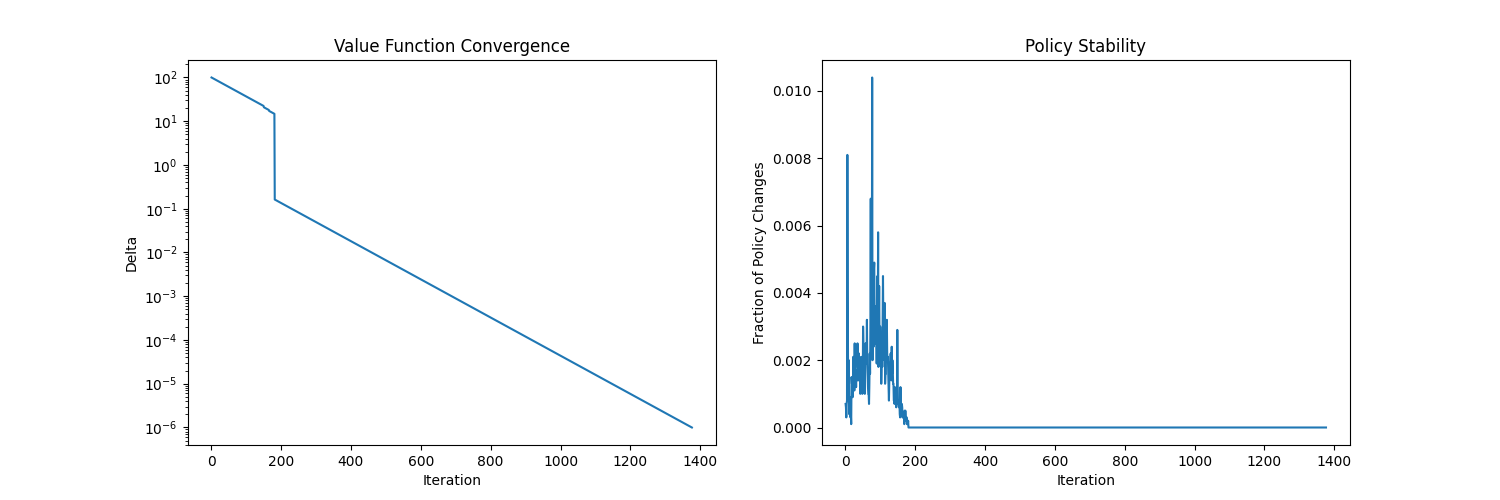 Value Function Convergence
10²
10¹
10⁰
10⁻¹
10⁻²
10⁻³
10⁻⁴
10⁻⁵
10⁻⁶
Delta
0 200 400 600 800 1000 1200 1400
Iteration
Policy Stability
0.010
0.008
0.006
0.004
0.002
0.000
Fraction of Policy Changes
0 200 400 600 800 1000 1200 1400
Iteration